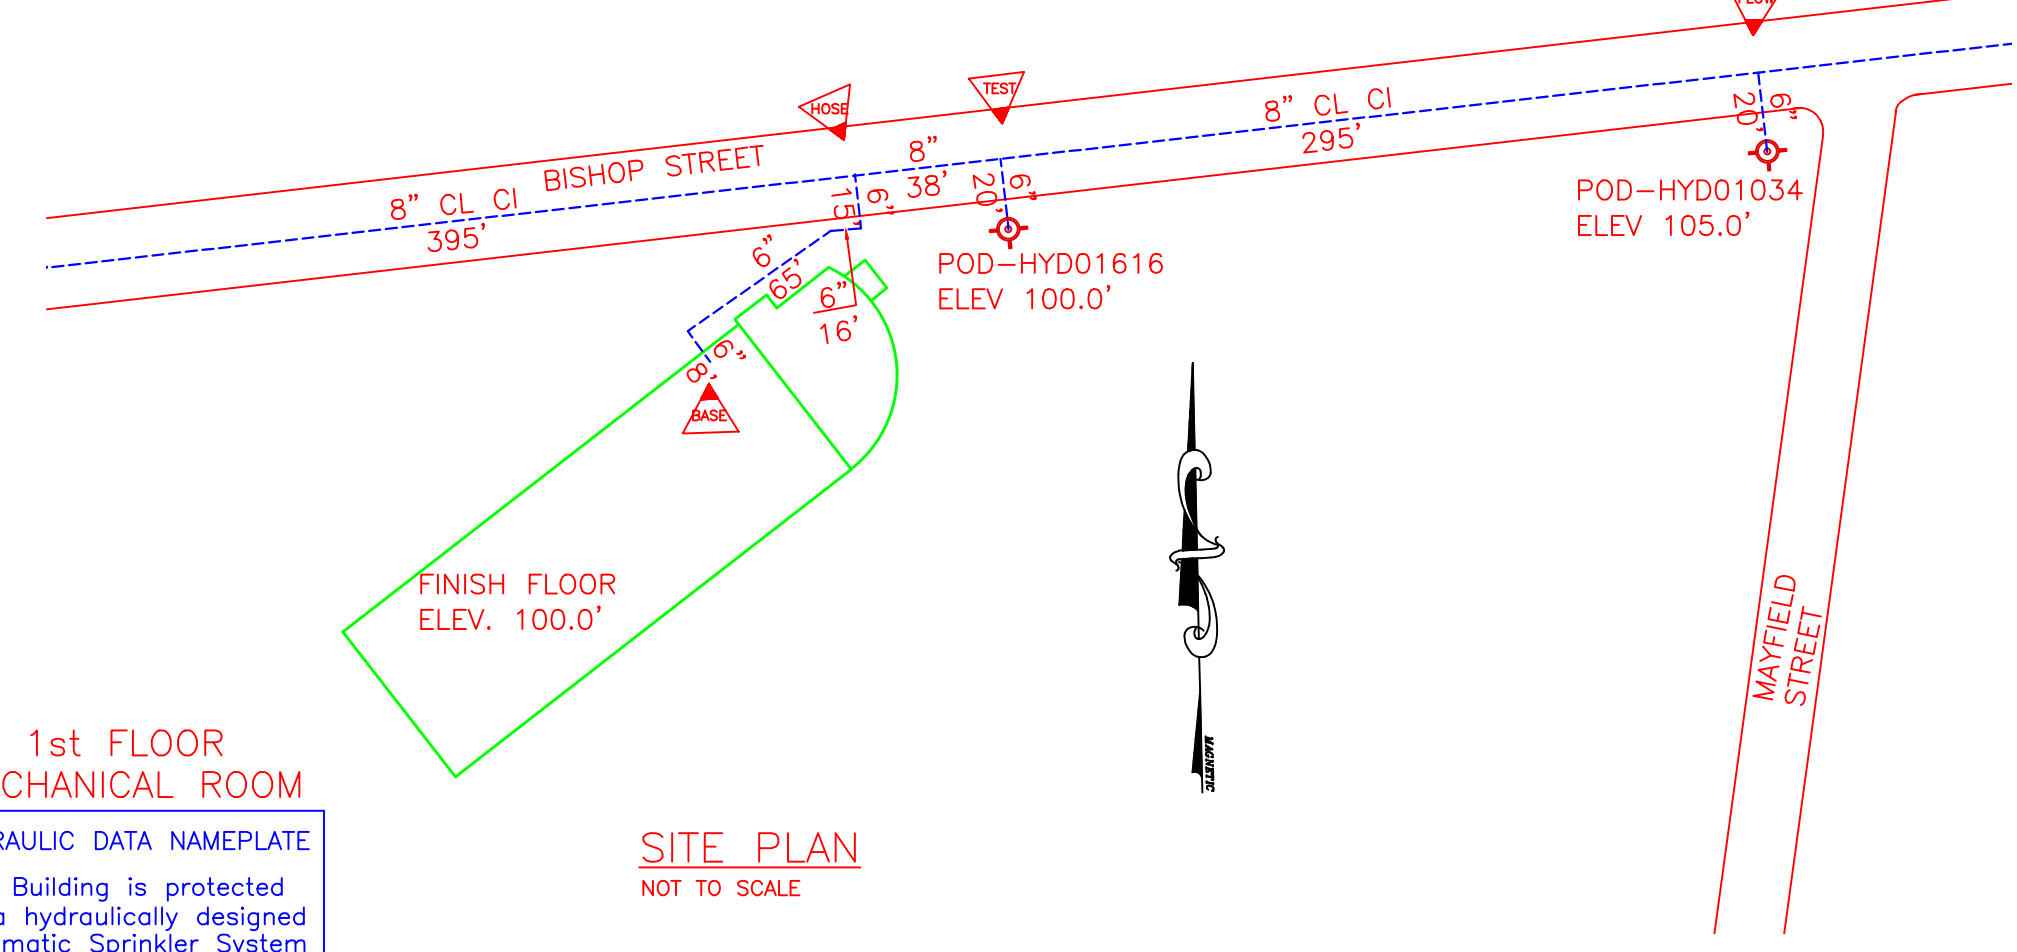 FLOW
TEST
HOSE
8" CL CI
295'
6"
20'
BISHOP STREET
8"
38'
8" CL CI
395'
6"
15'
6"
20'
POD-HYD01034
ELEV 105.0'
6"
65'
POD-HYD01616
ELEV 100.0'
6"
16'
6"
8'
BASE
FINISH FLOOR
ELEV. 100.0'
MAYFIELD
STREET
MAGNETIC
1st FLOOR
CHANICAL ROOM
RAULIC DATA NAMEPLATE
Building is protected
a hydraulically designed
matic Sprinkler System
SITE PLAN
NOT TO SCALE